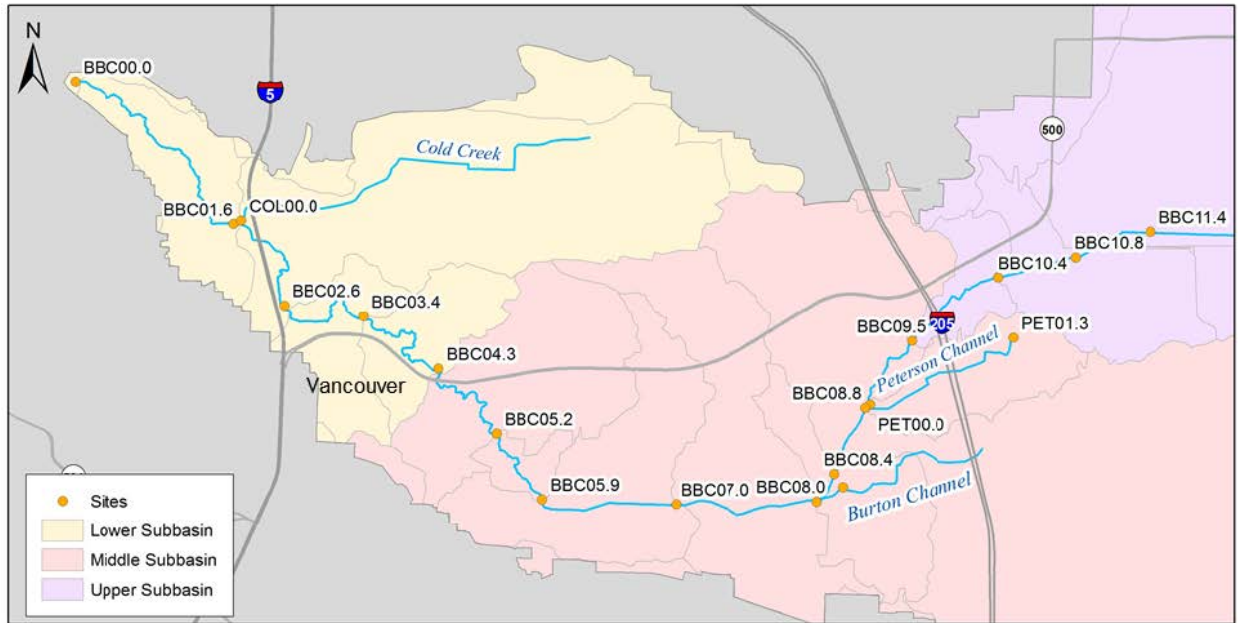 N
BBC00.0
5
500
Cold Creek
BBC01.6
COL00.0
BBC11.4
BBC10.8
BBC10.4
BBC02.6
BBC03.4
BBC09.5
205
PET01.3
Peterson Channel
BBC04.3
Vancouver
BBC08.8
PET00.0
BBC05.2
BBC08.4
BBC05.9
BBC07.0
BBC08.0
Burton Channel
Sites
Lower Subbasin
Middle Subbasin
Upper Subbasin